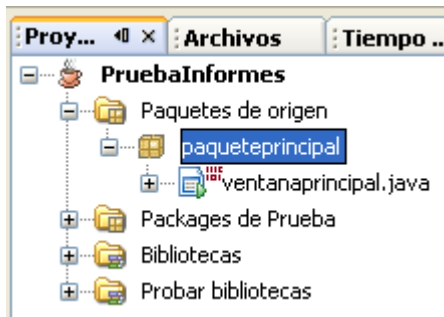 Proy... Archivos Tiempo ..
PruebaInformes
Paquetes de origen
paqueteprincipal
ventanaprincipal.java
Packages de Prueba
Bibliotecas
Probar bibliotecas